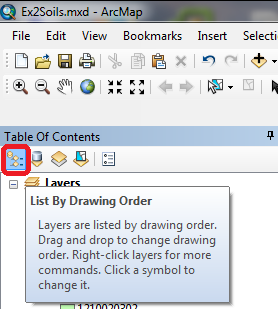 Ex2Soils.mxd - ArcMap
File Edit View Bookmarks Insert
Table Of Contents
Layers
List By Drawing Order
Layers are listed by drawing order.
Drag and drop to change drawing
order. Right-click layers for more
commands. Click a symbol to
change it.
1210020302